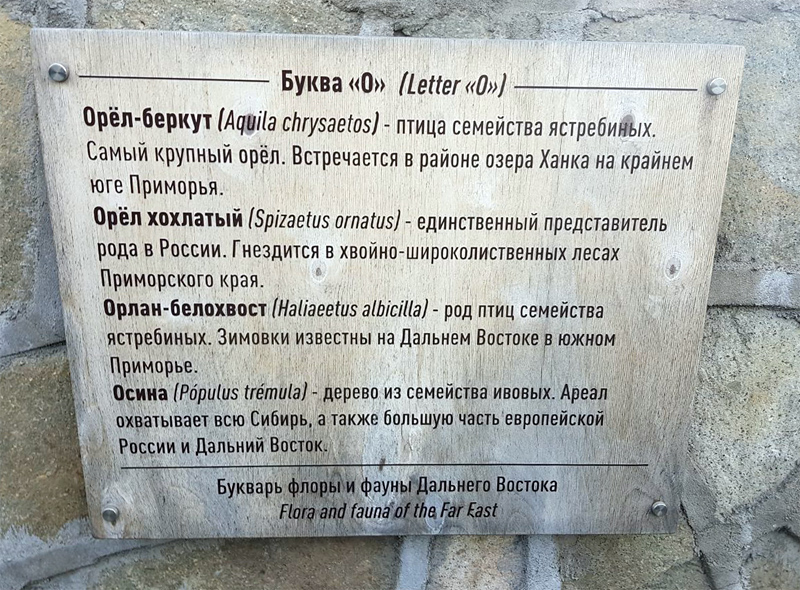 Буква «О» (Letter «O»)
Орёл-беркут (Aquila chrysaetos) - птица семейства ястребиных.
Самый крупный орёл. Встречается в районе озера Ханка на крайнем
юге Приморья.
Орёл хохлатый (Spizaetus ornatus) - единственный представитель
рода в России. Гнездится в хвойно-широколиственных лесах
Приморского края.
Орлан-белохвост (Haliaeetus albicilla) - род птиц семейства
ястребиных. Зимовки известны на Дальнем Востоке в южном
Приморье.
Осина (Pópulus trémula) - дерево из семейства ивовых. Ареал
охватывает всю Сибирь, а также большую часть европейской
России и Дальний Восток.
Букварь флоры и фауны Дальнего Востока
Flora and fauna of the Far East